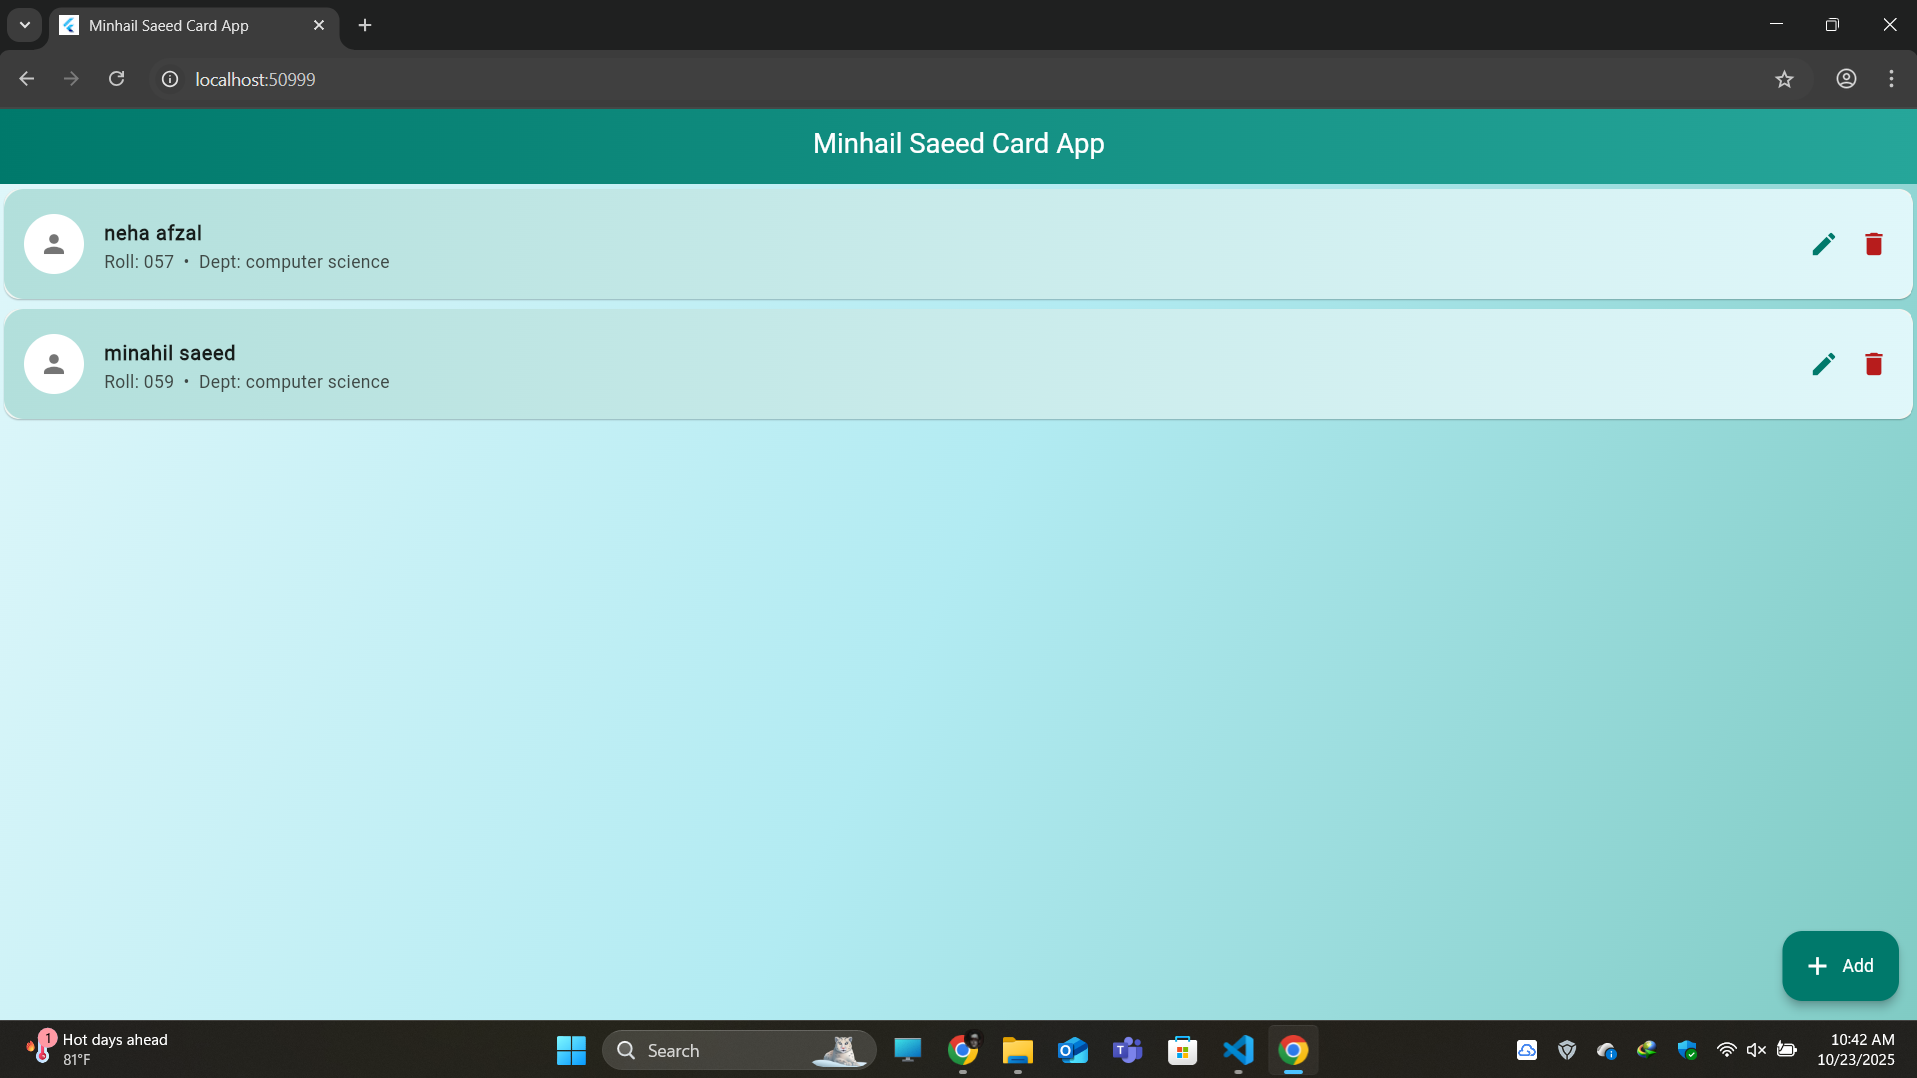 Minhail Saeed Card App
localhost:50999
Minhail Saeed Card App
neha afzal
Roll: 057 • Dept: computer science
minahil saeed
Roll: 059 • Dept: computer science
+ Add
1
Hot days ahead
81°F
Search
10:42 AM
10/23/2025